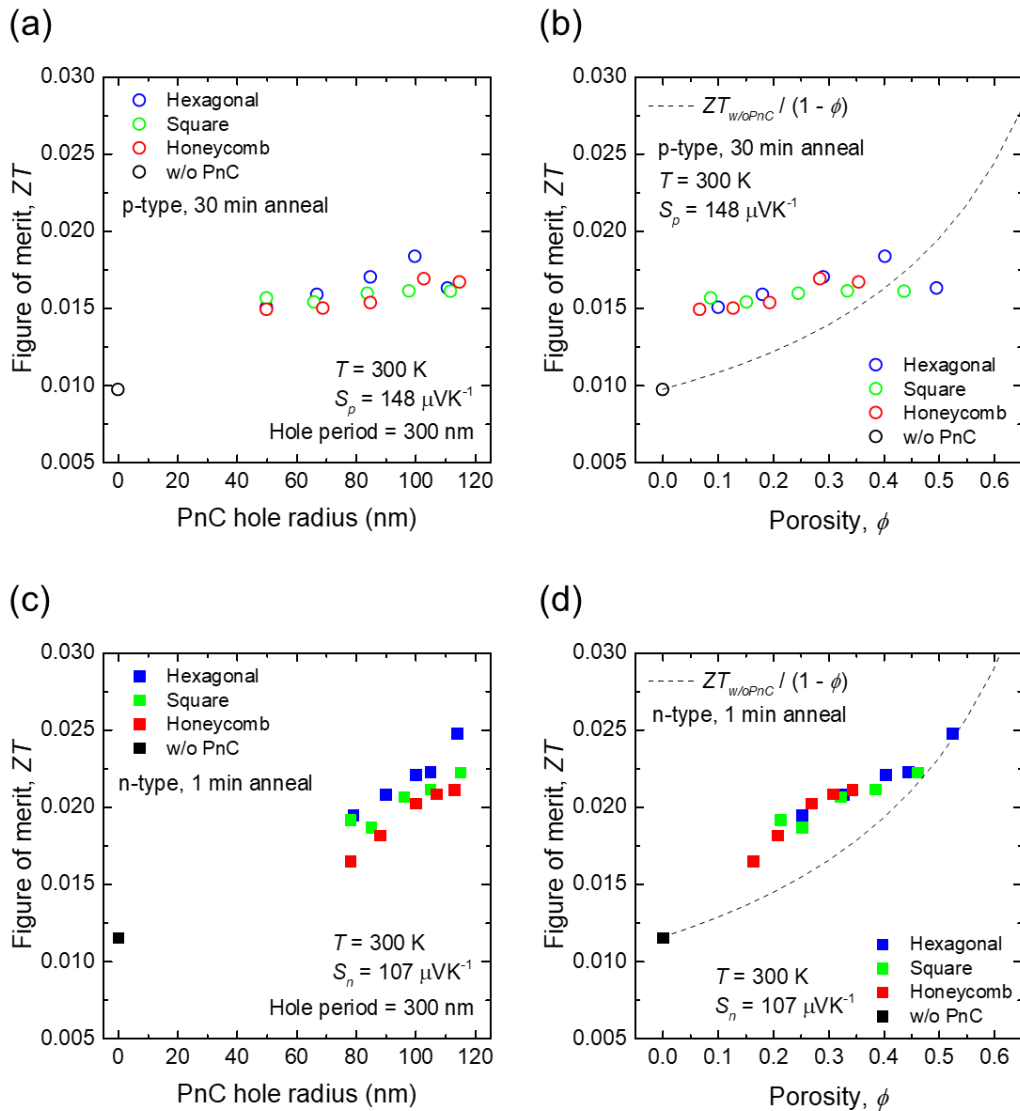 (a)
0.030
0.025
0.020
0.015
0.010
0.005
Figure of merit, ZT
Hexagonal
Square
Honeycomb
w/o PnC
p-type, 30 min anneal
T = 300 K
Sp = 148 μVK-1
Hole period = 300 nm
0 20 40 60 80 100 120
PnC hole radius (nm)
(b)
0.030
0.025
0.020
0.015
0.010
0.005
Figure of merit, ZT
ZTw/oPnC / (1 - ϕ)
p-type, 30 min anneal
T = 300 K
Sp = 148 μVK-1
Hexagonal
Square
Honeycomb
w/o PnC
0.0 0.1 0.2 0.3 0.4 0.5 0.6
Porosity, ϕ
(c)
0.030
0.025
0.020
0.015
0.010
0.005
Figure of merit, ZT
Hexagonal
Square
Honeycomb
w/o PnC
n-type, 1 min anneal
T = 300 K
Sn = 107 μVK-1
Hole period = 300 nm
0 20 40 60 80 100 120
PnC hole radius (nm)
(d)
0.030
0.025
0.020
0.015
0.010
0.005
Figure of merit, ZT
ZTw/oPnC / (1 - ϕ)
n-type, 1 min anneal
T = 300 K
Sn = 107 μVK-1
Hexagonal
Square
Honeycomb
w/o PnC
0.0 0.1 0.2 0.3 0.4 0.5 0.6
Porosity, ϕ